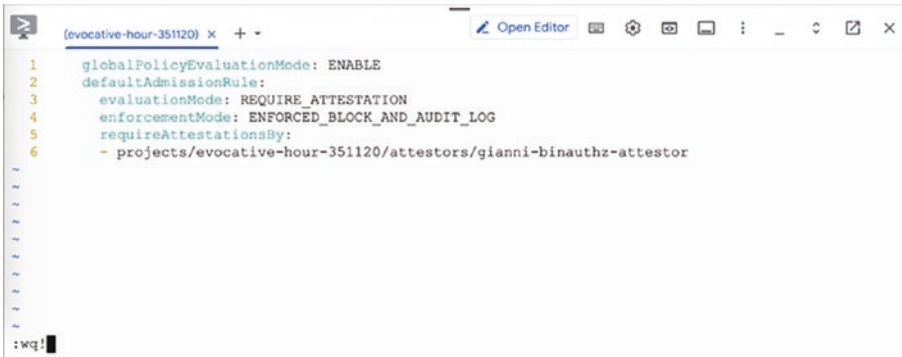 (evocative-hour-351120) × + Open Editor
1 globalPolicyEvaluationMode: ENABLE
2 defaultAdmissionRule:
3 evaluationMode: REQUIRE_ATTESTATION
4 enforcementMode: ENFORCED_BLOCK_AND_AUDIT_LOG
5 requireAttestationsBy:
6 - projects/evocative-hour-351120/attestors/gianni-binauthz-attestor
~
~
~
~
~
~
~
~
~
~
:wq!